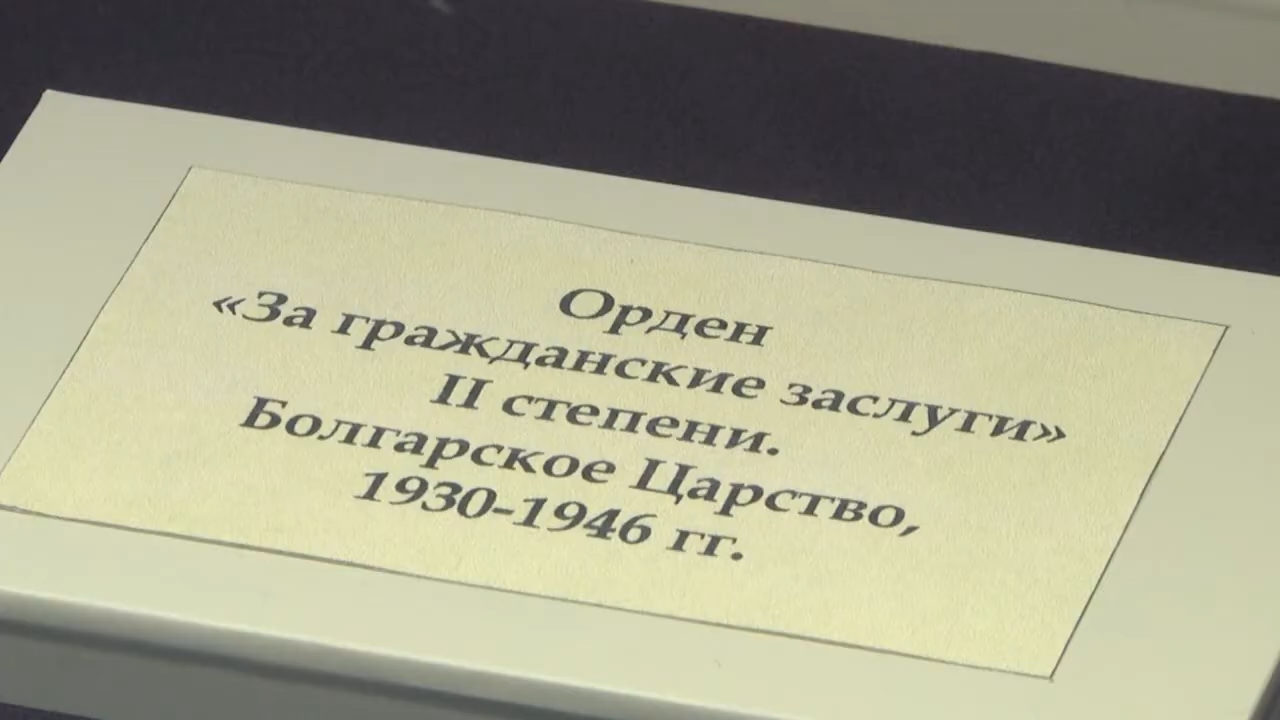 Орден
«За гражданские заслуги»
II степени.
Болгарское Царство,
1930-1946 гг.